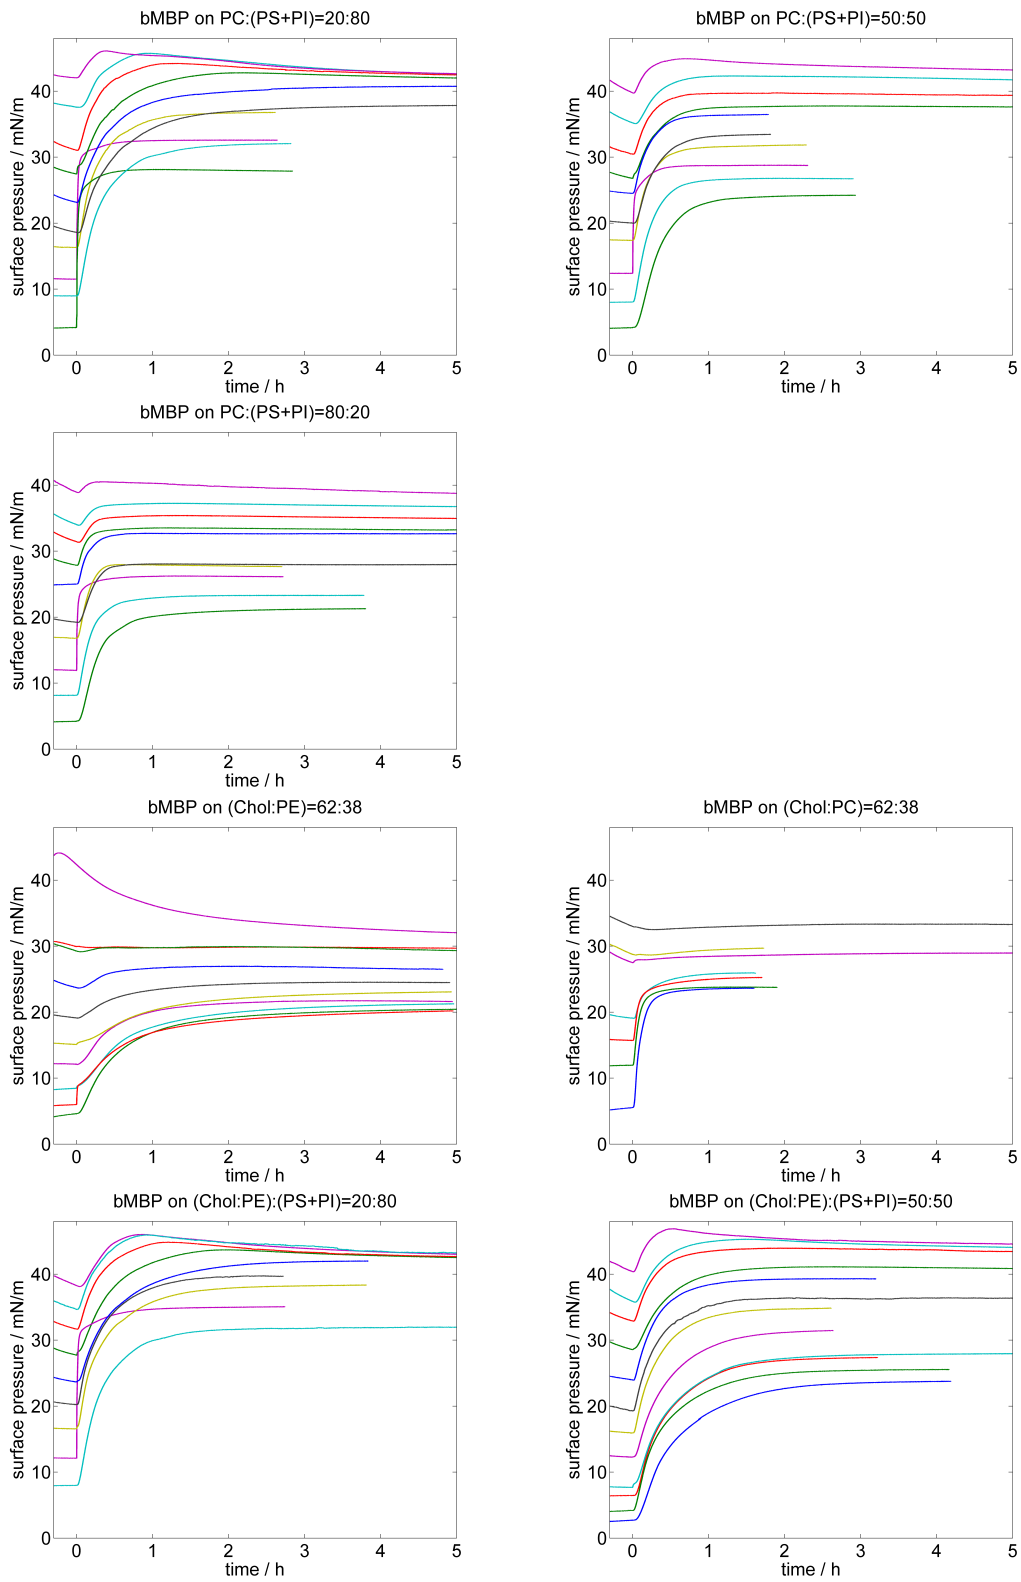 bMBP on PC:(PS+PI)=20:80
surface pressure / mN/m
40
30
20
10
0
0 1 2 3 4 5
time / h
bMBP on PC:(PS+PI)=50:50
surface pressure / mN/m
40
30
20
10
0
0 1 2 3 4 5
time / h
bMBP on PC:(PS+PI)=80:20
surface pressure / mN/m
40
30
20
10
0
0 1 2 3 4 5
time / h
bMBP on (Chol:PE)=62:38
surface pressure / mN/m
40
30
20
10
0
0 1 2 3 4 5
time / h
bMBP on (Chol:PC)=62:38
surface pressure / mN/m
40
30
20
10
0
0 1 2 3 4 5
time / h
bMBP on (Chol:PE):(PS+PI)=20:80
surface pressure / mN/m
40
30
20
10
0
0 1 2 3 4 5
time / h
bMBP on (Chol:PE):(PS+PI)=50:50
surface pressure / mN/m
40
30
20
10
0
0 1 2 3 4 5
time / h